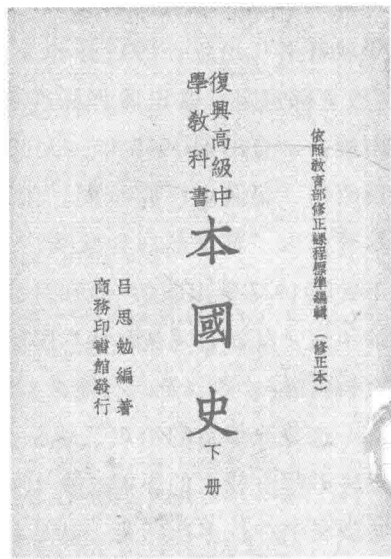 依照教育部修正課程標準編輯（修正本）
復興高級中
學教科書
本國史
下册
呂思勉編著
商務印書館發行